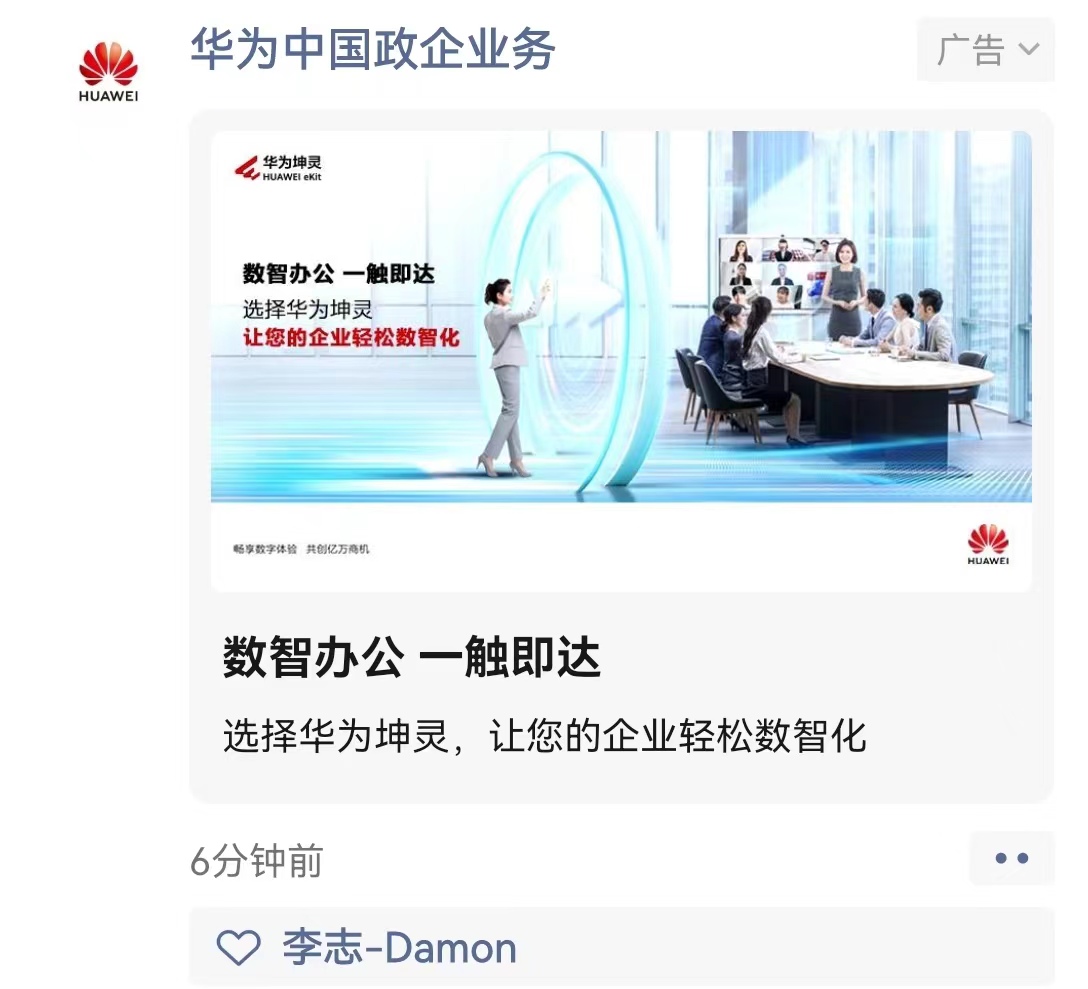 华为中国政企业务
广告
HUAWEI
华为坤灵
HUAWEI eKit
数智办公 一触即达
选择华为坤灵
让您的企业轻松数智化
畅享数字体验 共创亿万商机
HUAWEI
数智办公 一触即达
选择华为坤灵，让您的企业轻松数智化
6分钟前
李志-Damon